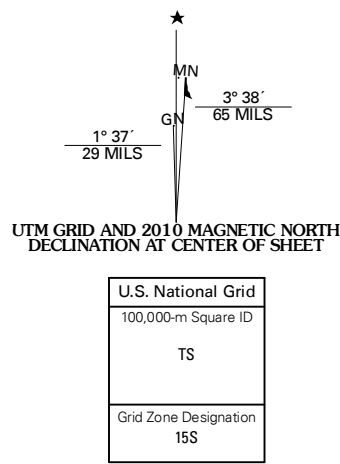 MN
GN
3° 38´
65 MILS
1° 37´
29 MILS
UTM GRID AND 2010 MAGNETIC NORTH
DECLINATION AT CENTER OF SHEET
U.S. National Grid
100,000-m Square ID
TS
Grid Zone Designation
15S